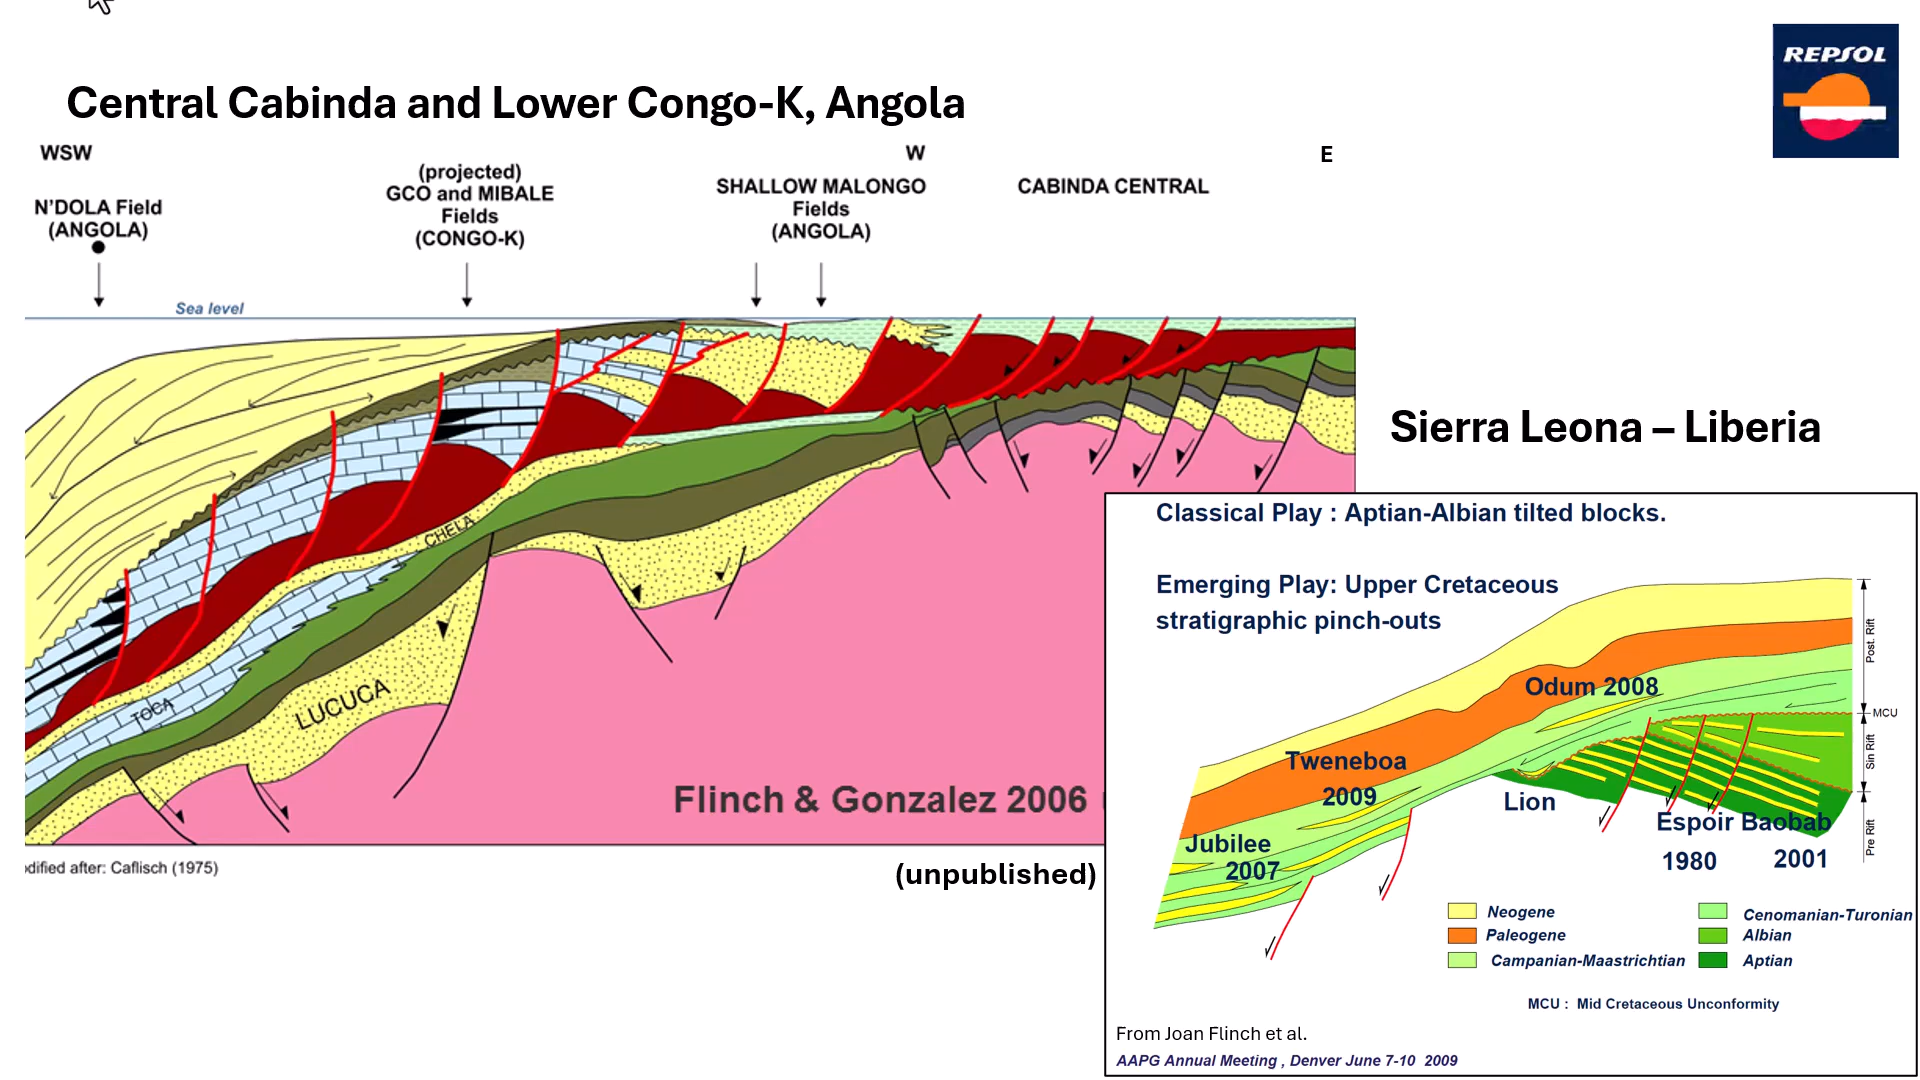 REPSOL
Central Cabinda and Lower Congo-K, Angola
WSW
W
E
N'DOLA Field
(ANGOLA)
(projected)
GCO and MIBALE
Fields
(CONGO-K)
SHALLOW MALONGO
Fields
(ANGOLA)
CABINDA CENTRAL
Sea level
CHELA
TOCA
LUCUCA
Flinch & Gonzalez 2006
(unpublished)
dified after: Caflisch (1975)
Sierra Leona – Liberia
Classical Play : Aptian-Albian tilted blocks.
Emerging Play: Upper Cretaceous
stratigraphic pinch-outs
Odum 2008
Tweneboa
2009
Jubilee
2007
Lion
Espoir Baobab
1980
2001
Post. Rift
MCU
Sin Rift
Pre Rift
Neogene
Paleogene
Campanian-Maastrichtian
Cenomanian-Turonian
Albian
Aptian
MCU : Mid Cretaceous Unconformity
From Joan Flinch et al.
AAPG Annual Meeting , Denver June 7-10 2009